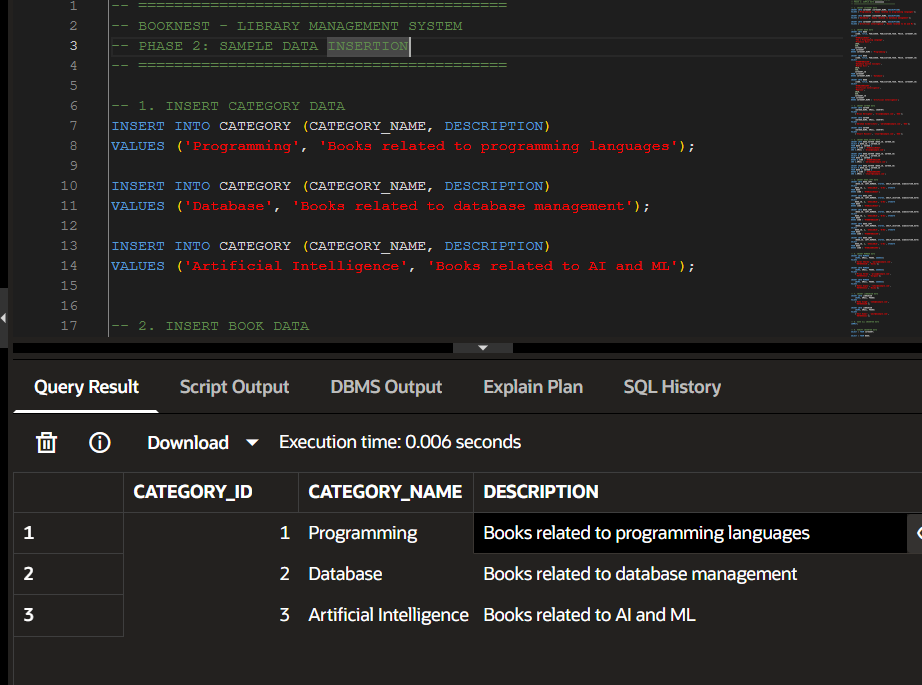 1 -- =========================================
2 -- BOOKNEST - LIBRARY MANAGEMENT SYSTEM
3 -- PHASE 2: SAMPLE DATA INSERTION
4 -- =========================================
5
6 -- 1. INSERT CATEGORY DATA
7 INSERT INTO CATEGORY (CATEGORY_NAME, DESCRIPTION)
8 VALUES ('Programming', 'Books related to programming languages');
9
10 INSERT INTO CATEGORY (CATEGORY_NAME, DESCRIPTION)
11 VALUES ('Database', 'Books related to database management');
12
13 INSERT INTO CATEGORY (CATEGORY_NAME, DESCRIPTION)
14 VALUES ('Artificial Intelligence', 'Books related to AI and ML');
15
16
17 -- 2. INSERT BOOK DATA
Query Result Script Output DBMS Output Explain Plan SQL History
Download Execution time: 0.006 seconds
CATEGORY_ID CATEGORY_NAME DESCRIPTION
1 1 Programming Books related to programming languages
2 2 Database Books related to database management
3 3 Artificial Intelligence Books related to AI and ML